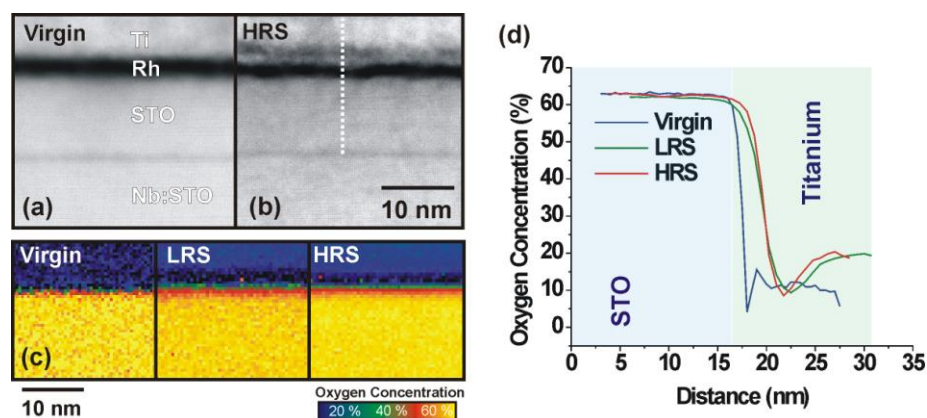 Virgin
Ti
Rh
STO
Nb:STO
(a)
HRS
(b)
10 nm
Virgin
LRS
HRS
(c)
10 nm
Oxygen Concentration
20 % 40 % 60 %
(d)
Oxygen Concentration (%)
70
60
50
40
30
20
10
0
Virgin
LRS
HRS
STO
Titanium
0 5 10 15 20 25 30 35
Distance (nm)